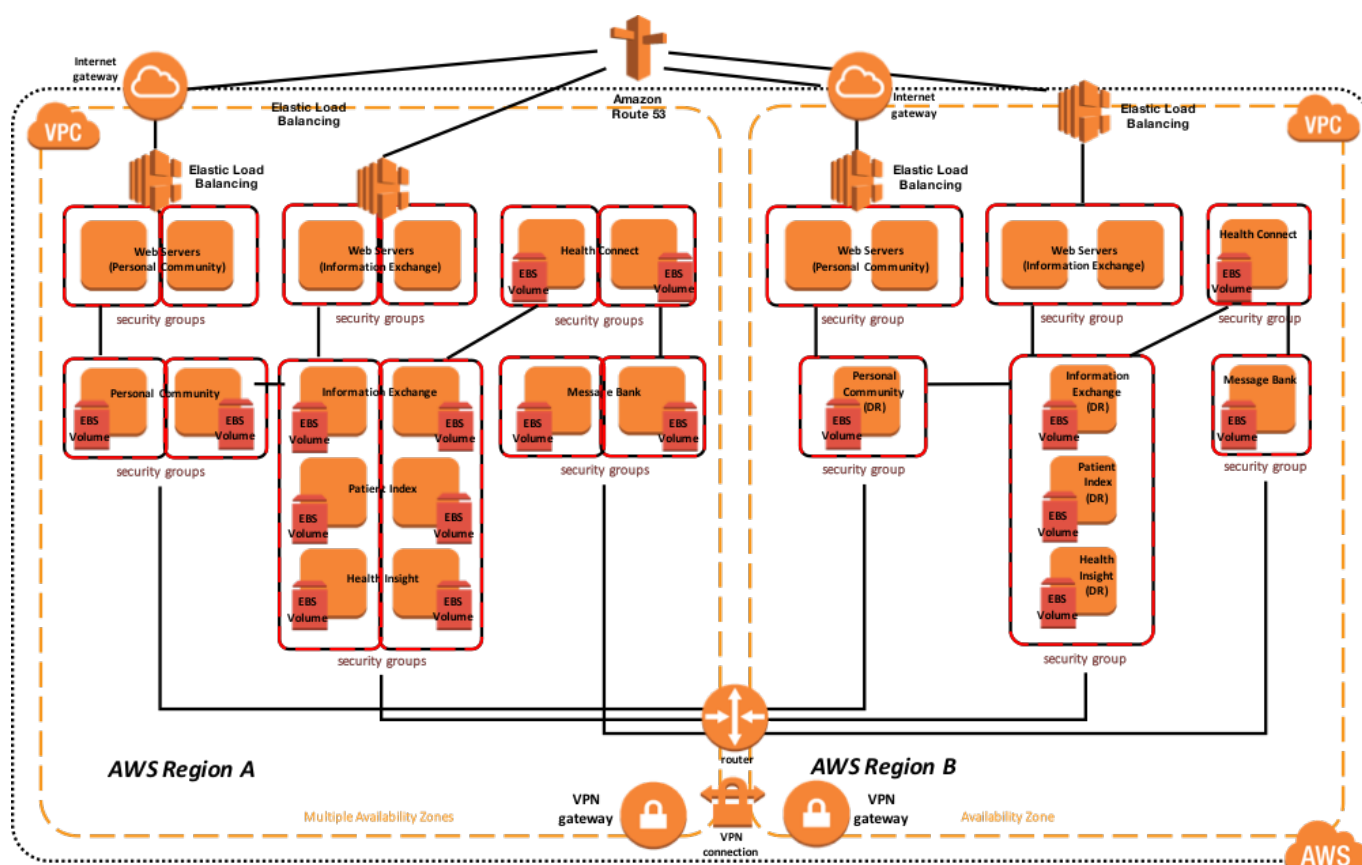 Internet
gateway
Elastic Load
Balancing
Amazon
Route 53
Internet
gateway
Elastic Load
Balancing
VPC
VPC
Elastic Load
Balancing
Elastic Load
Balancing
Web Servers
(Personal Community)
Web Servers
(Information Exchange)
Health Connect
EBS
Volume
EBS
Volume
Web Servers
(Personal Community)
Web Servers
(Information Exchange)
Health Connect
EBS
Volume
security groups
security groups
security groups
security groups
security groups
security group
Personal Community
EBS
Volume
EBS
Volume
Information Exchange
EBS
Volume
EBS
Volume
Message Bank
EBS
Volume
EBS
Volume
Personal
Community
(DR)
EBS
Volume
Information
Exchange
(DR)
EBS
Volume
Message Bank
EBS
Volume
security groups
security groups
security group
security group
Patient Index
EBS
Volume
EBS
Volume
Patient
Index
(DR)
EBS
Volume
Health Insight
EBS
Volume
EBS
Volume
Health
Insight
(DR)
EBS
Volume
security groups
security group
router
AWS Region A
AWS Region B
Multiple Availability Zones
VPN
gateway
VPN
connection
VPN
gateway
Availability Zone
AWS